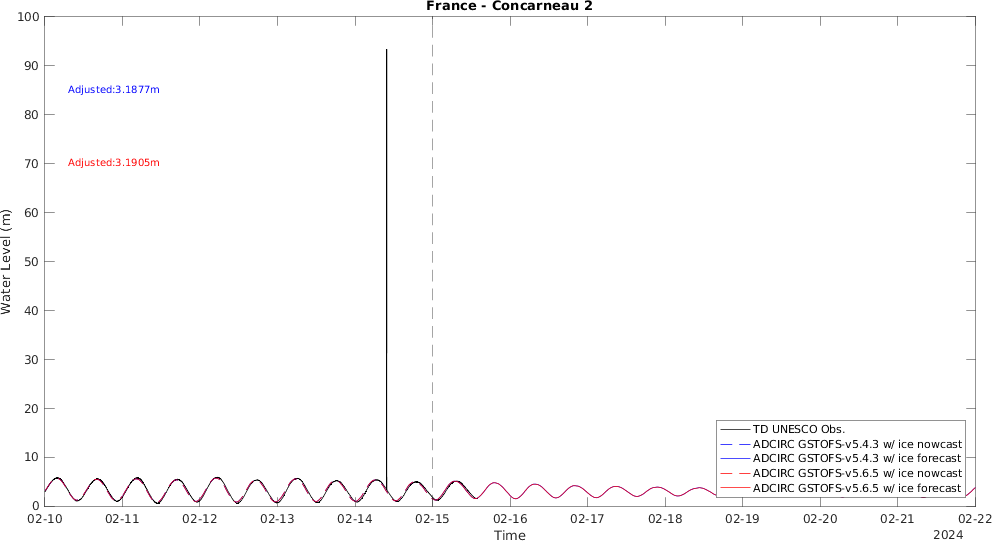 France - Concarneau 2
100
90
80
70
60
50
40
30
20
10
0
Water Level (m)
Adjusted:3.1877m
Adjusted:3.1905m
TD UNESCO Obs.
ADCIRC GSTOFS-v5.4.3 w/ ice nowcast
ADCIRC GSTOFS-v5.4.3 w/ ice forecast
ADCIRC GSTOFS-v5.6.5 w/ ice nowcast
ADCIRC GSTOFS-v5.6.5 w/ ice forecast
02-10 02-11 02-12 02-13 02-14 02-15 02-16 02-17 02-18 02-19 02-20 02-21 02-22
Time
2024